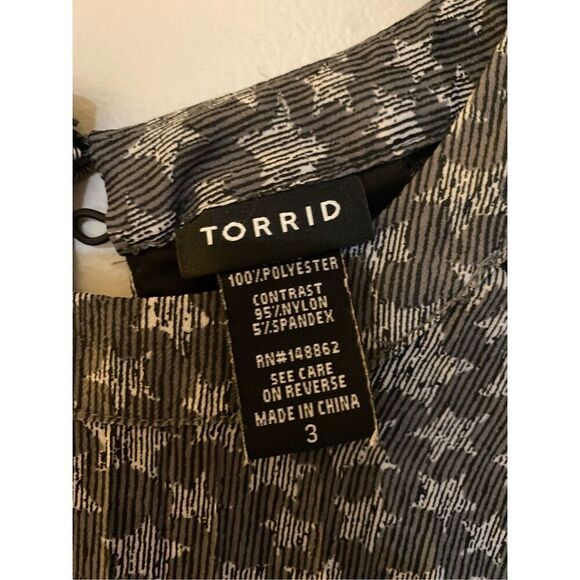 TORRID
100% POLYESTER
CONTRAST
95% NYLON
5% SPANDEX
RN#148862
SEE CARE
ON REVERSE
MADE IN CHINA
3